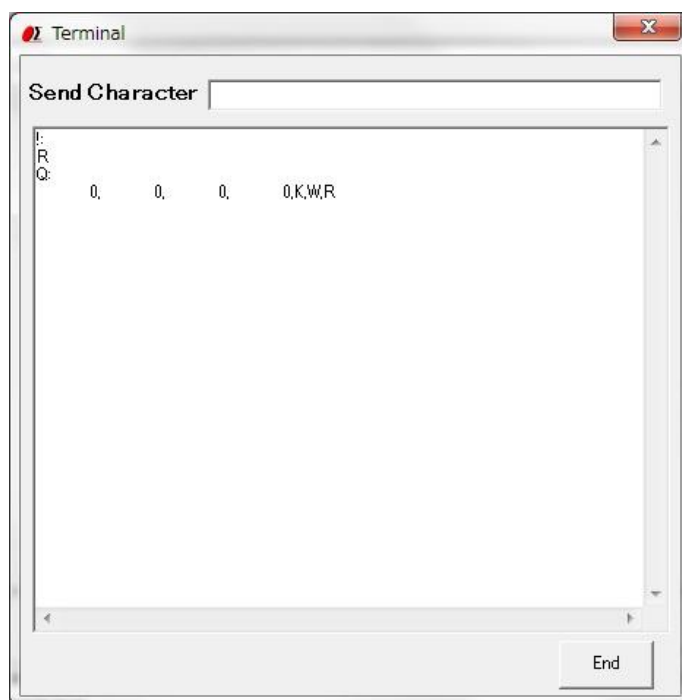 Terminal
Send Character
!:
R
Q:
0, 0, 0, 0,K,W,R
End